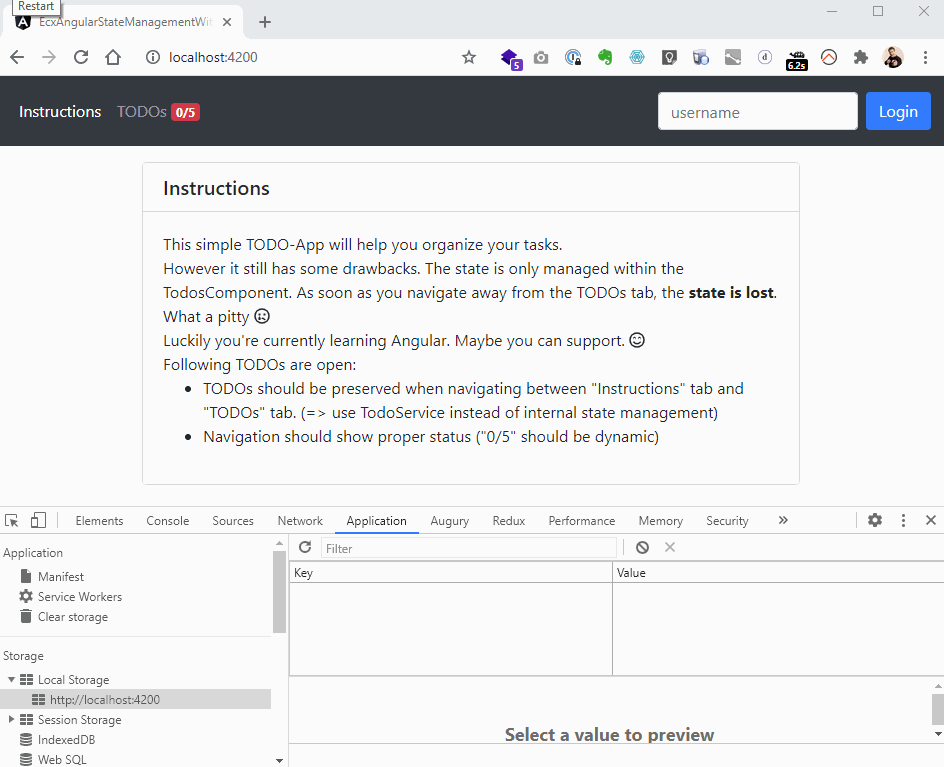 Restart
EcxAngularStateManagementWit
localhost:4200
5
6.2s
Instructions TODOs 0/5 username Login
Instructions
This simple TODO-App will help you organize your tasks.
However it still has some drawbacks. The state is only managed within the
TodosComponent. As soon as you navigate away from the TODOs tab, the state is lost.
What a pitty
Luckily you're currently learning Angular. Maybe you can support.
Following TODOs are open:
TODOs should be preserved when navigating between "Instructions" tab and
"TODOs" tab. (=> use TodoService instead of internal state management)
Navigation should show proper status ("0/5" should be dynamic)
Elements Console Sources Network Application Augury Redux Performance Memory Security »
Application
Filter
Key Value
Manifest
Service Workers
Clear storage
Storage
Local Storage
http://localhost:4200
Session Storage
IndexedDB
Web SQL
Select a value to preview